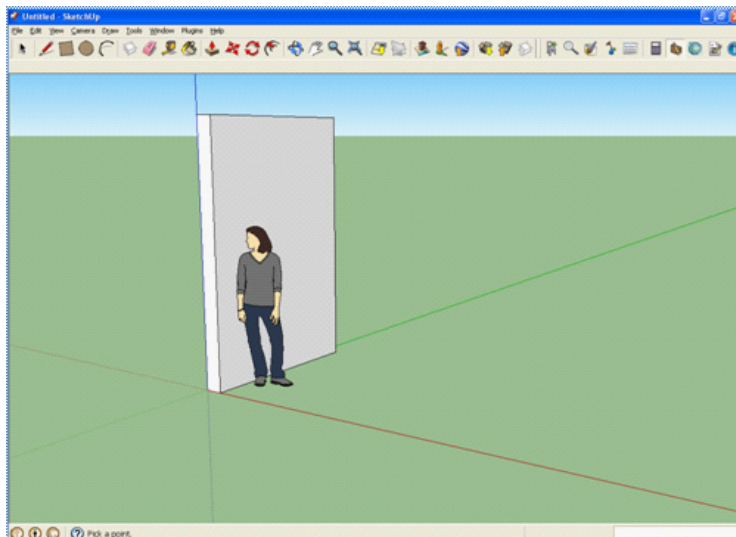 Untitled - SketchUp
File Edit View Camera Draw Tools Window Plugins Help
Pick a point.